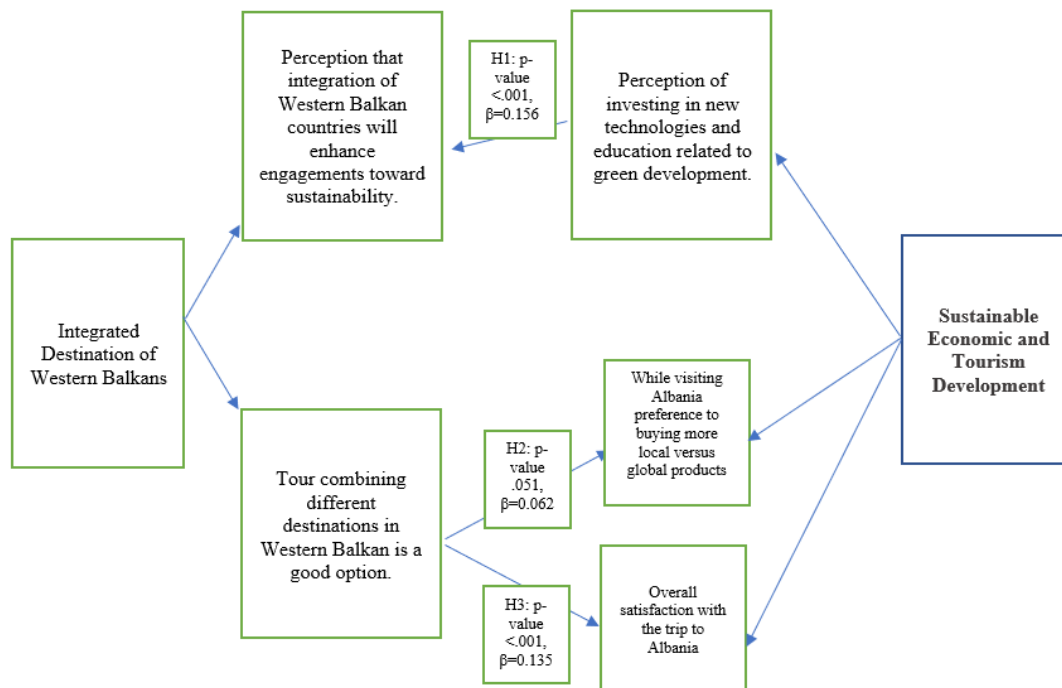 Perception that
integration of
Western Balkan
countries will
enhance
engagements toward
sustainability.
H1: p-
value
<.001,
β=0.156
Perception of
investing in new
technologies and
education related to
green development.
Integrated
Destination of
Western Balkans
Sustainable
Economic and
Tourism
Development
Tour combining
different
destinations in
Western Balkan is a
good option.
H2: p-
value
.051,
β=0.062
While visiting
Albania
preference to
buying more
local versus
global products
H3: p-
value
<.001,
β=0.135
Overall
satisfaction with
the trip to
Albania